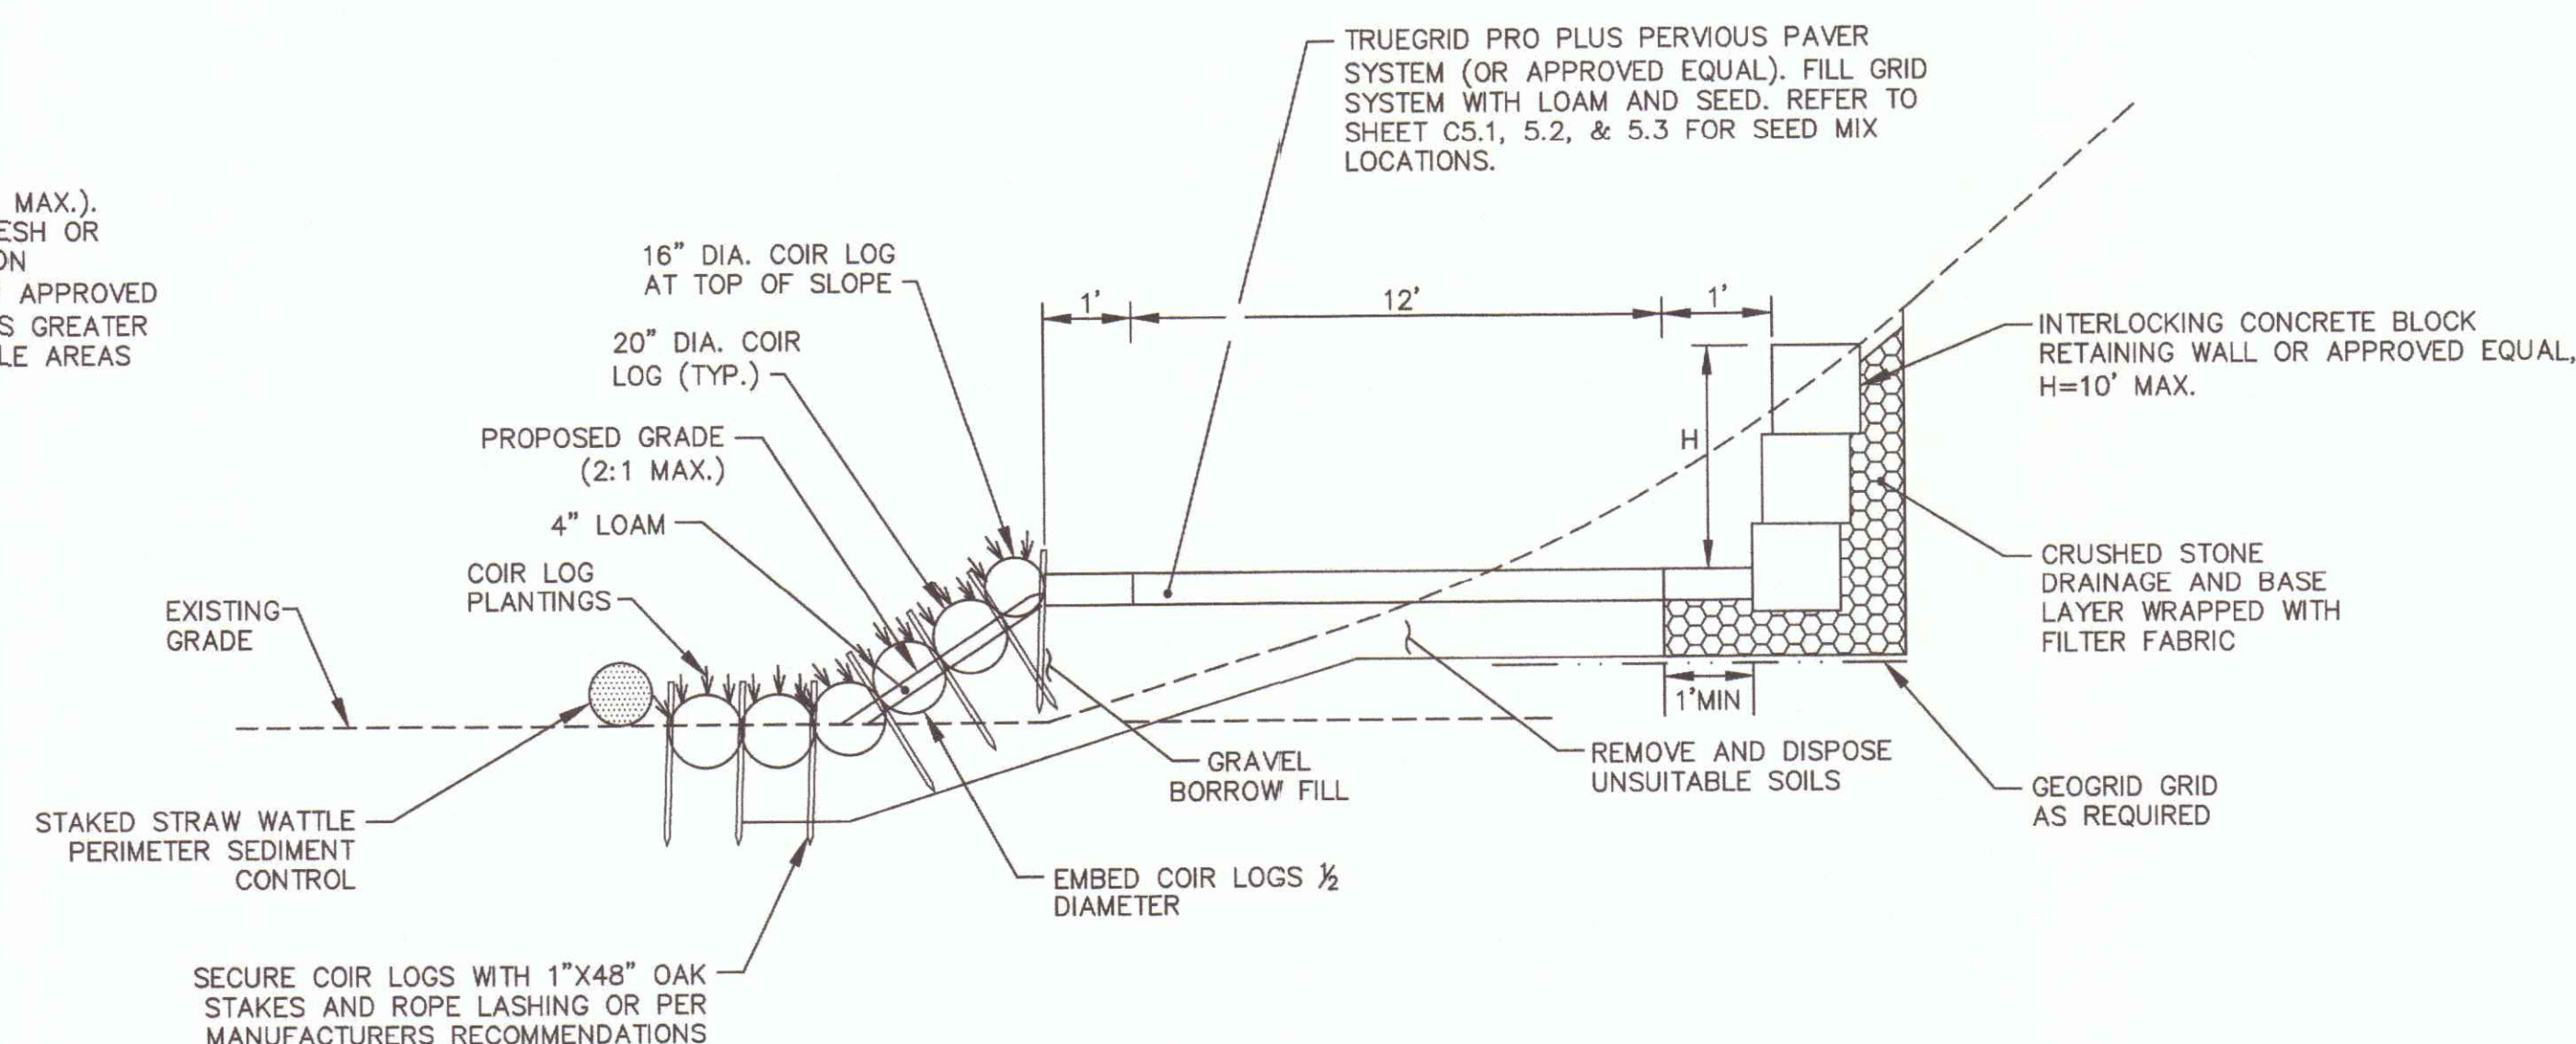 MAX.).
ESH OR
ON
APPROVED
S GREATER
LE AREAS
TRUEGRID PRO PLUS PERVIOUS PAVER
SYSTEM (OR APPROVED EQUAL). FILL GRID
SYSTEM WITH LOAM AND SEED. REFER TO
SHEET C5.1, 5.2, & 5.3 FOR SEED MIX
LOCATIONS.
16" DIA. COIR LOG
AT TOP OF SLOPE
1'
12'
1'
20" DIA. COIR
LOG (TYP.)
INTERLOCKING CONCRETE BLOCK
RETAINING WALL OR APPROVED EQUAL,
H=10' MAX.
PROPOSED GRADE
(2:1 MAX.)
H
4" LOAM
COIR LOG
PLANTINGS
CRUSHED STONE
DRAINAGE AND BASE
LAYER WRAPPED WITH
FILTER FABRIC
EXISTING
GRADE
1'MIN
GRAVEL
BORROW FILL
REMOVE AND DISPOSE
UNSUITABLE SOILS
GEOGRID GRID
AS REQUIRED
STAKED STRAW WATTLE
PERIMETER SEDIMENT
CONTROL
EMBED COIR LOGS ½
DIAMETER
SECURE COIR LOGS WITH 1"X48" OAK
STAKES AND ROPE LASHING OR PER
MANUFACTURERS RECOMMENDATIONS